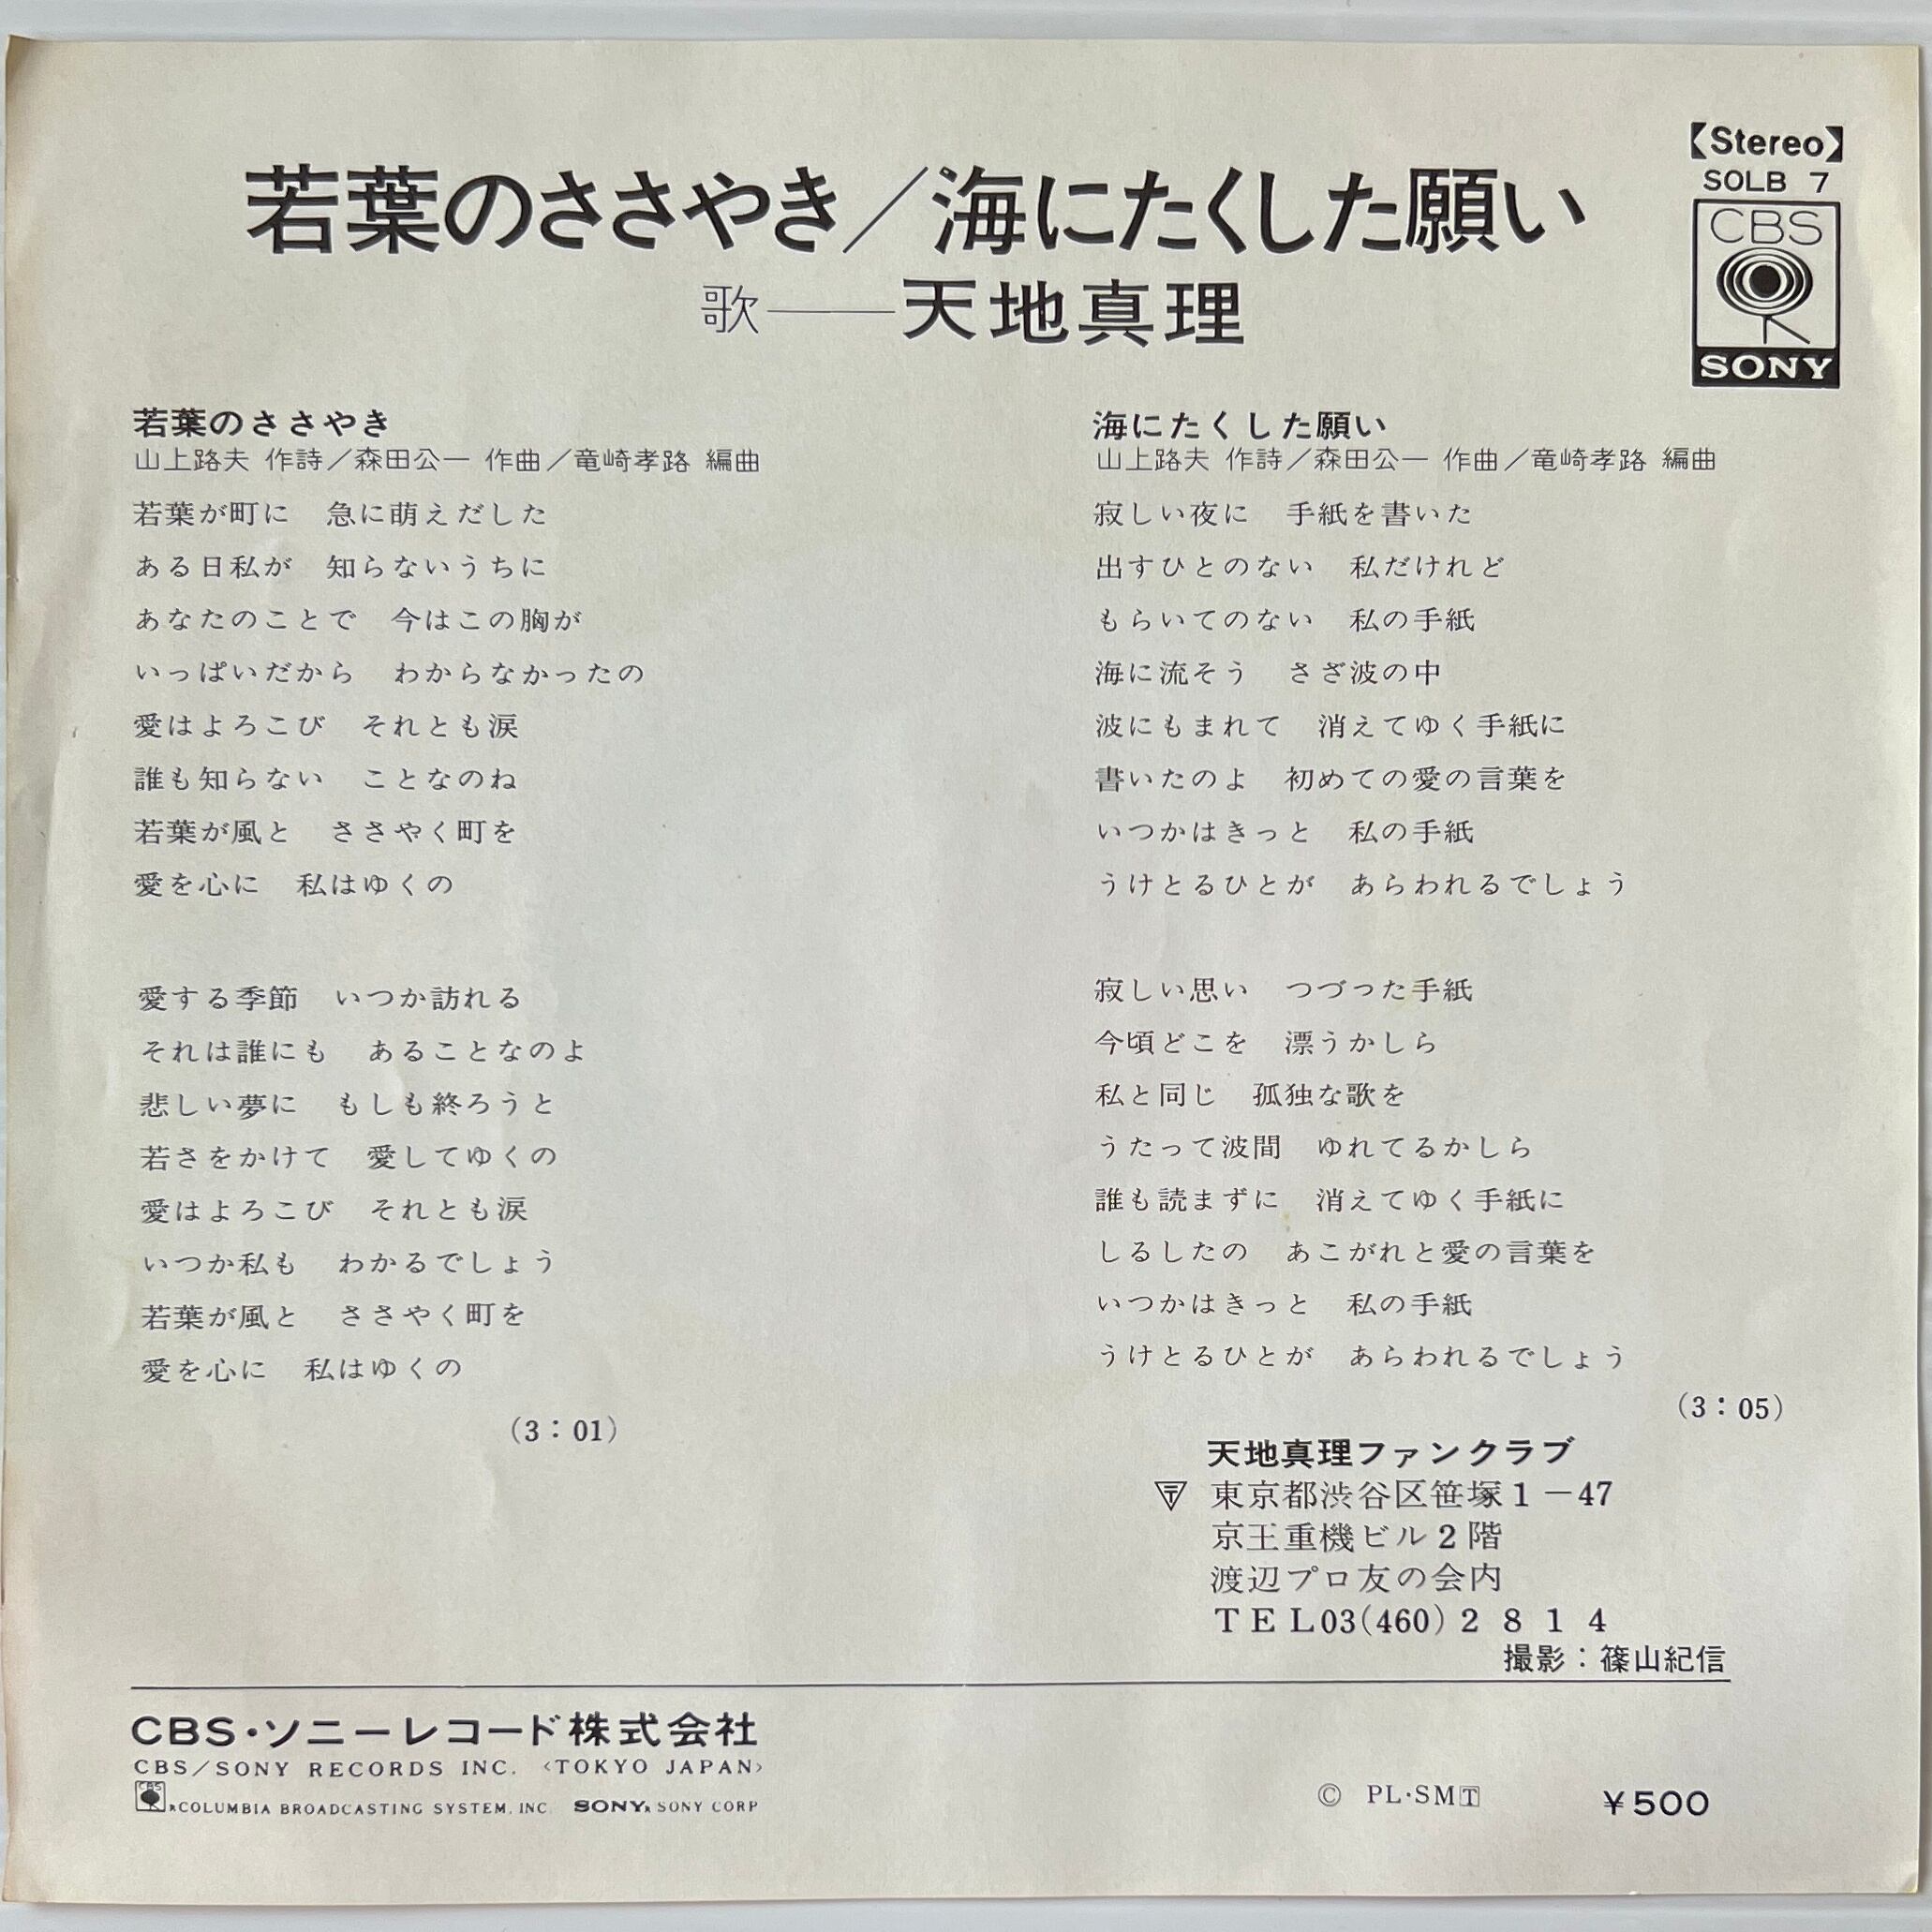 【Stereo】
SOLB 7
CBS
SONY
若葉のささやき／海にたくした願い
歌――天地真理
若葉のささやき
山上路夫 作詩／森田公一 作曲／竜崎孝路 編曲
若葉が町に　急に萌えだした
ある日私が　知らないうちに
あなたのことで　今はこの胸が
いっぱいだから　わからなかったの
愛はよろこび　それとも涙
誰も知らない　ことなのね
若葉が風と　ささやく町を
愛を心に　私はゆくの
愛する季節　いつか訪れる
それは誰にも　あることなのよ
悲しい夢に　もしも終ろうと
若さをかけて　愛してゆくの
愛はよろこび　それとも涙
いつか私も　わかるでしょう
若葉が風と　ささやく町を
愛を心に　私はゆくの
（3：01）
海にたくした願い
山上路夫 作詩／森田公一 作曲／竜崎孝路 編曲
寂しい夜に　手紙を書いた
出すひとのない　私だけれど
もらいてのない　私の手紙
海に流そう　さざ波の中
波にもまれて　消えてゆく手紙に
書いたのよ　初めての愛の言葉を
いつかはきっと　私の手紙
うけとるひとが　あらわれるでしょう
寂しい思い　つづった手紙
今頃どこを　漂うかしら
私と同じ　孤独な歌を
うたって波間　ゆれてるかしら
誰も読まずに　消えてゆく手紙に
しるしたの　あこがれと愛の言葉を
いつかはきっと　私の手紙
うけとるひとが　あらわれるでしょう
（3：05）
天地真理ファンクラブ
東京都渋谷区笹塚1－47
京王重機ビル2階
渡辺プロ友の会内
TEL03(460)2814
撮影：篠山紀信
CBS・ソニーレコード株式会社
CBS/SONY RECORDS INC. <TOKYO JAPAN>
CBS R COLUMBIA BROADCASTING SYSTEM, INC. SONY R SONY CORP
© PL・SMT
¥500